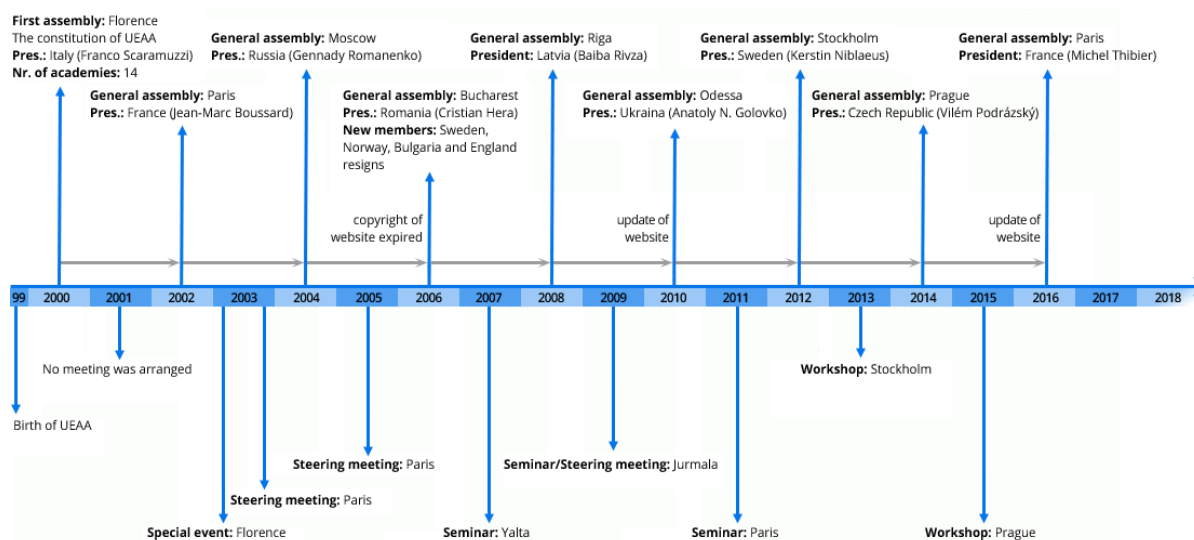 First assembly: Florence
The constitution of UEAA
Pres.: Italy (Franco Scaramuzzi)
Nr. of academies: 14
General assembly: Paris
Pres.: France (Jean-Marc Boussard)
General assembly: Moscow
Pres.: Russia (Gennady Romanenko)
General assembly: Bucharest
Pres.: Romania (Cristian Hera)
New members: Sweden,
Norway, Bulgaria and England
resigns
General assembly: Riga
President: Latvia (Baiba Rivza)
General assembly: Odessa
Pres.: Ukraina (Anatoly N. Golovko)
General assembly: Stockholm
Pres.: Sweden (Kerstin Niblaeus)
General assembly: Prague
Pres.: Czech Republic (Vilém Podrázský)
General assembly: Paris
President: France (Michel Thibier)
copyright of
website expired
update of
website
update of
website
99 2000 2001 2002 2003 2004 2005 2006 2007 2008 2009 2010 2011 2012 2013 2014 2015 2016 2017 2018
Birth of UEAA
No meeting was arranged
Special event: Florence
Steering meeting: Paris
Steering meeting: Paris
Seminar: Yalta
Seminar/Steering meeting: Jurmala
Seminar: Paris
Workshop: Stockholm
Workshop: Prague